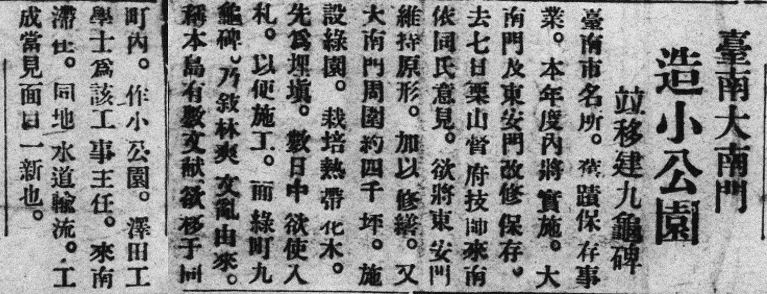 臺南大南門
造小公園
竝移建九龜碑
臺南市名所。舊蹟保存事
業。本年度內將實施。大
南門及東安門改修保存。
去七日栗山督府技師來南
依同氏意見。欲將東安門
維持原形。加以修繕。又
大南門周圍約四千坪。施
設綠園。栽培熱帶花木。
先爲埋塡。數日中欲使入
札。以便施工。而綠町九
龜碑。乃敍林爽文亂由來。
稱本島有數文献欲移于同
町內。作小公園。澤田工
學士爲該工事主任。來南
滯在。同地水道輸流。工
成當見面目一新也。